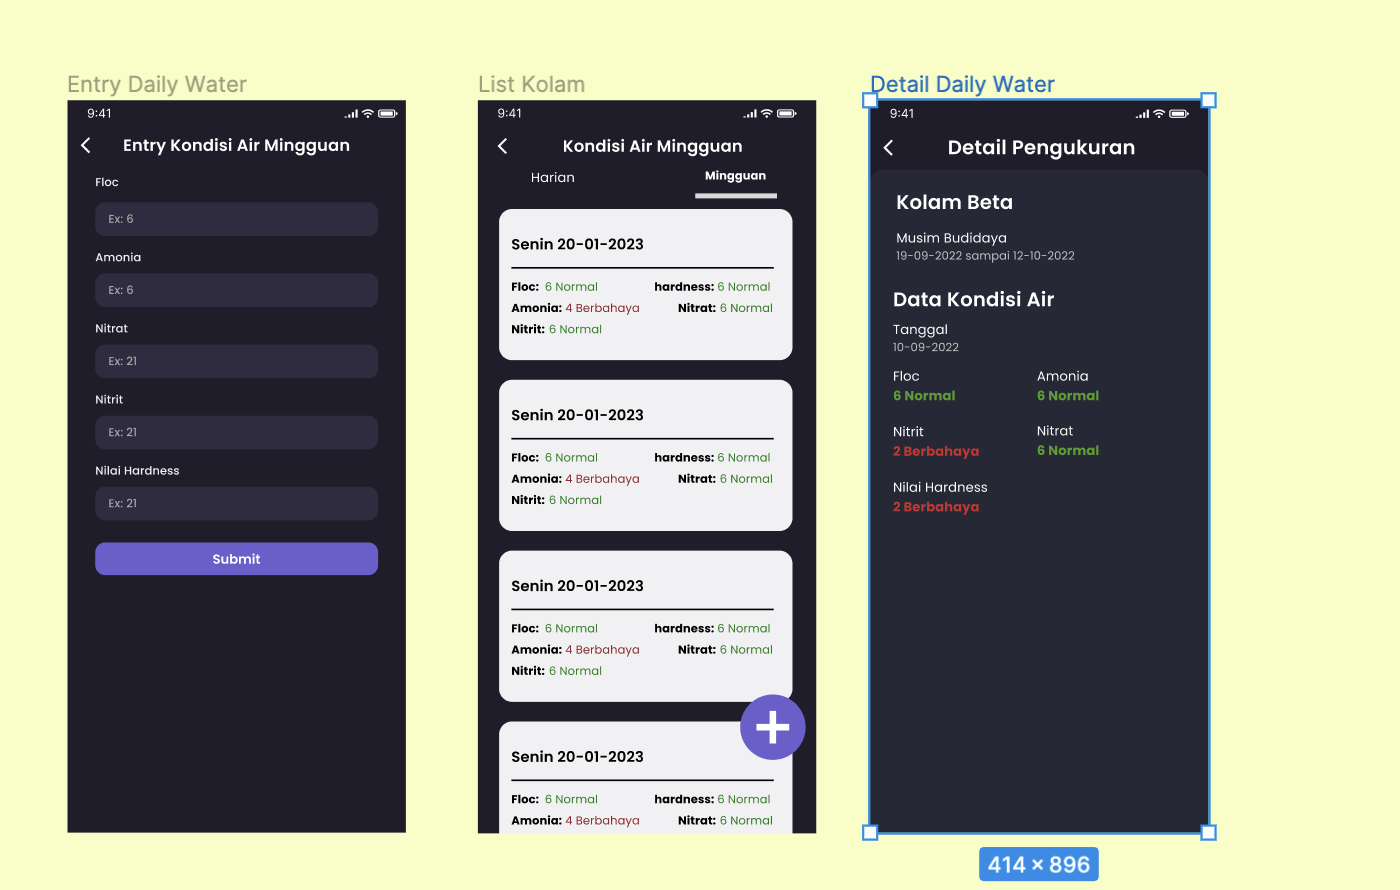 Entry Daily Water
9:41
Entry Kondisi Air Mingguan
Floc
Ex: 6
Amonia
Ex: 6
Nitrat
Ex: 21
Nitrit
Ex: 21
Nilai Hardness
Ex: 21
Submit
List Kolam
9:41
Kondisi Air Mingguan
Harian Mingguan
Senin 20-01-2023
Floc: 6 Normal hardness: 6 Normal
Amonia: 4 Berbahaya Nitrat: 6 Normal
Nitrit: 6 Normal
Senin 20-01-2023
Floc: 6 Normal hardness: 6 Normal
Amonia: 4 Berbahaya Nitrat: 6 Normal
Nitrit: 6 Normal
Senin 20-01-2023
Floc: 6 Normal hardness: 6 Normal
Amonia: 4 Berbahaya Nitrat: 6 Normal
Nitrit: 6 Normal
Senin 20-01-2023
Floc: 6 Normal hardness: 6 Normal
Amonia: 4 Berbahaya Nitrat: 6 Normal
Detail Daily Water
9:41
Detail Pengukuran
Kolam Beta
Musim Budidaya
19-09-2022 sampai 12-10-2022
Data Kondisi Air
Tanggal
10-09-2022
Floc Amonia
6 Normal 6 Normal
Nitrit Nitrat
2 Berbahaya 6 Normal
Nilai Hardness
2 Berbahaya
414 × 896